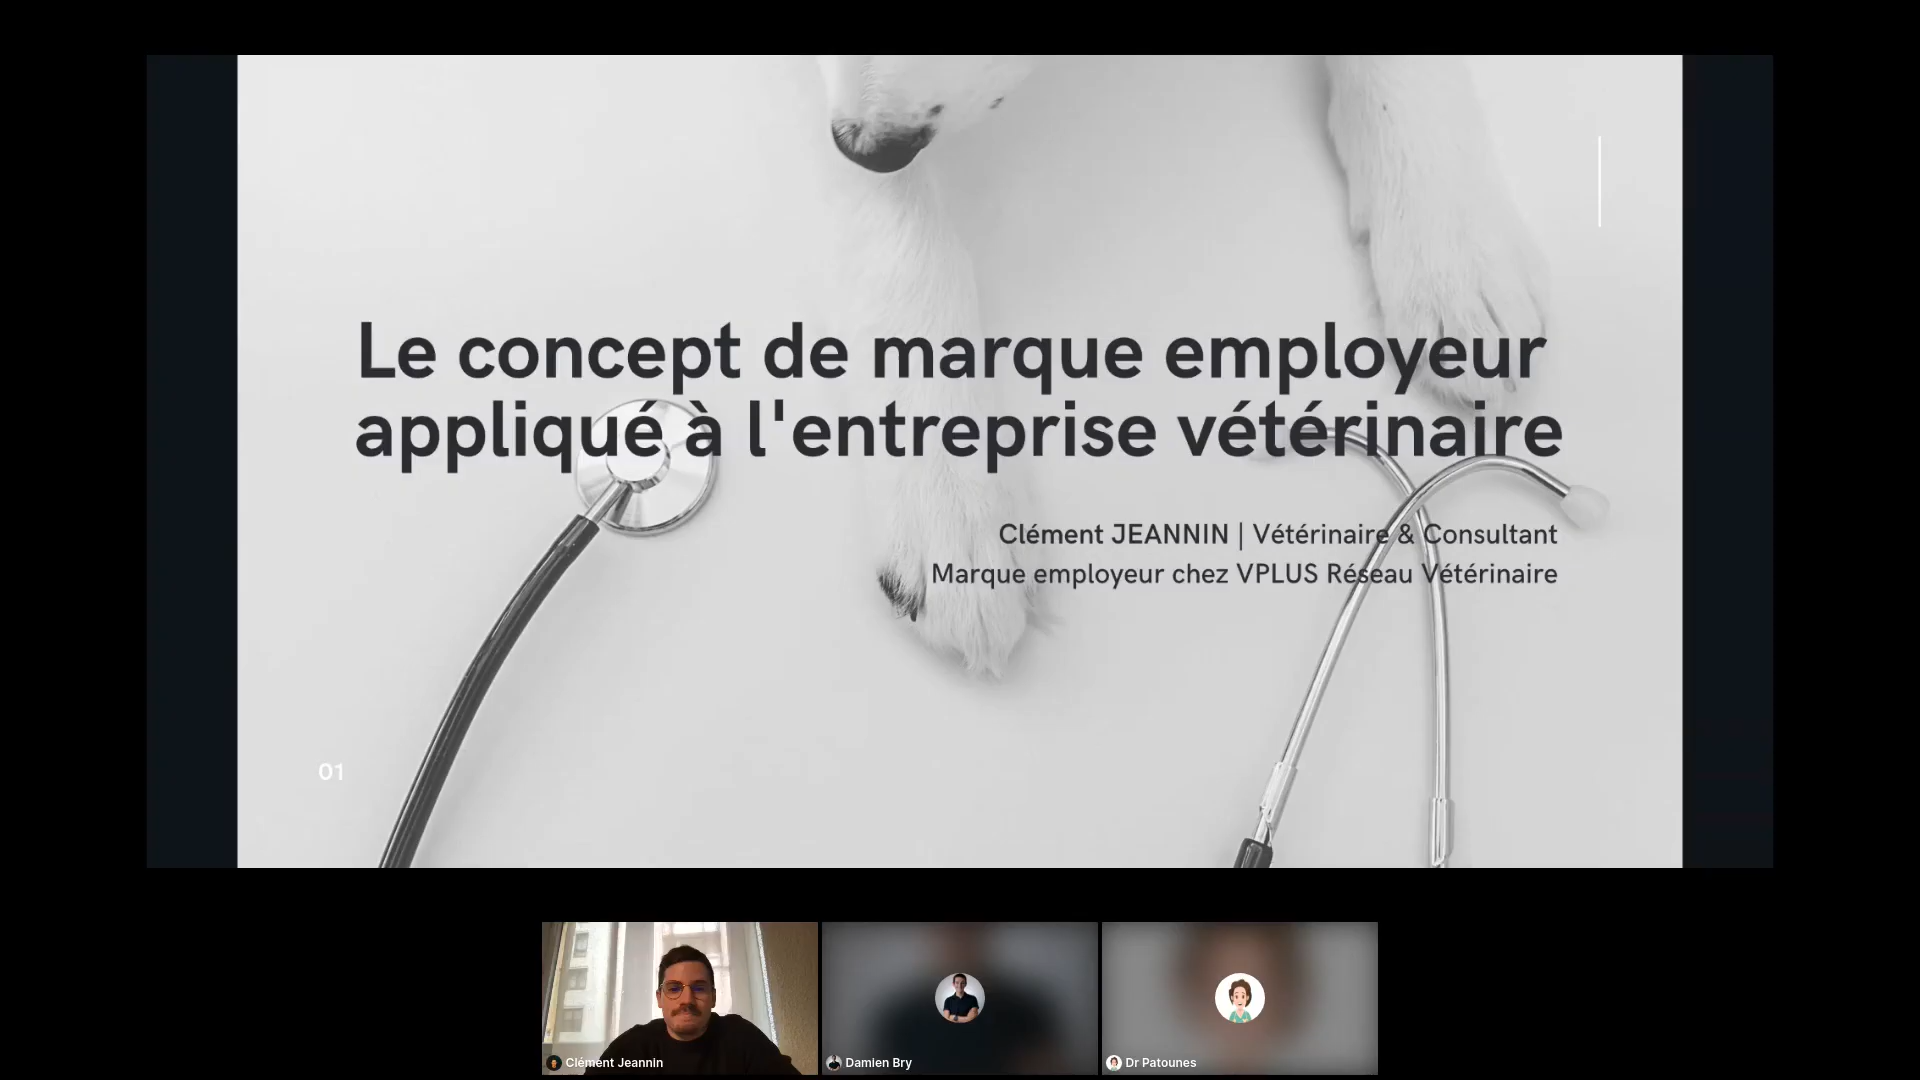 Le concept de marque employeur
appliqué à l'entreprise vétérinaire
Clément JEANNIN | Vétérinaire & Consultant
Marque employeur chez VPLUS Réseau Vétérinaire
01
Clément Jeannin
Damien Bry
Dr Patounes